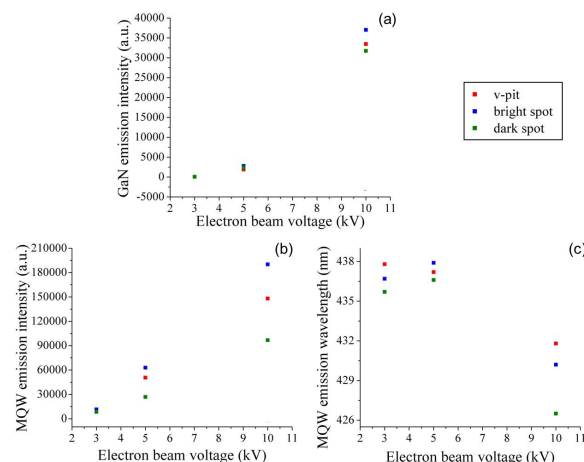 (a)
GaN emission intensity (a.u.)
40000
35000
30000
25000
20000
15000
10000
5000
0
-5000
2 3 4 5 6 7 8 9 10 11
Electron beam voltage (kV)
v-pit
bright spot
dark spot
(b)
MQW emission intensity (a.u.)
210000
180000
150000
120000
90000
60000
30000
0
2 3 4 5 6 7 8 9 10 11
Electron beam voltage (kV)
(c)
MQW emission wavelength (nm)
438
435
432
429
426
2 3 4 5 6 7 8 9 10 11
Electron beam voltage (kV)